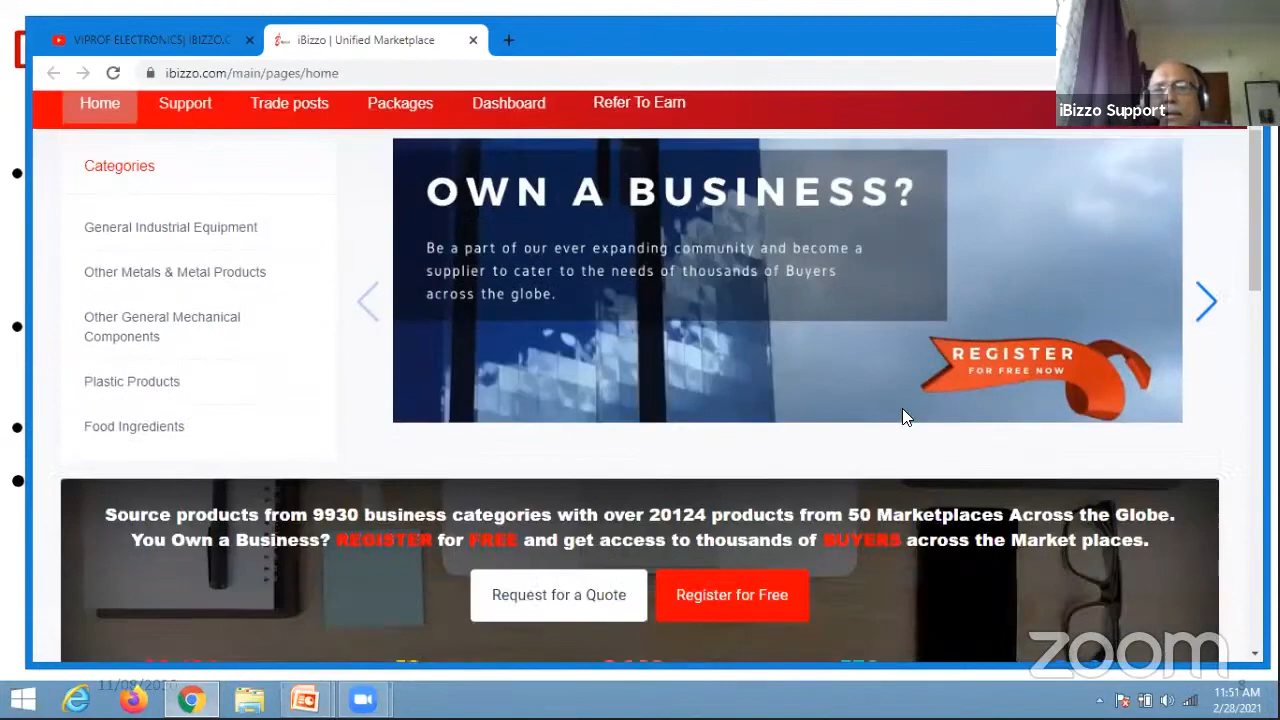 VIPROF ELECTRONICS| iBIZZO.C
iBizzo | Unified Marketplace
ibizzo.com/main/pages/home
iBizzo Support
Home
Support
Trade posts
Packages
Dashboard
Refer To Earn
Categories
General Industrial Equipment
Other Metals & Metal Products
Other General Mechanical
Components
Plastic Products
Food Ingredients
OWN A BUSINESS?
Be a part of our ever expanding community and become a
supplier to cater to the needs of thousands of Buyers
across the globe.
REGISTER
FOR FREE NOW
Source products from 9930 business categories with over 20124 products from 50 Marketplaces Across the Globe.
You Own a Business? REGISTER for FREE and get access to thousands of BUYERS across the Market places.
Request for a Quote
Register for Free
zoom
11:51 AM
2/28/2021